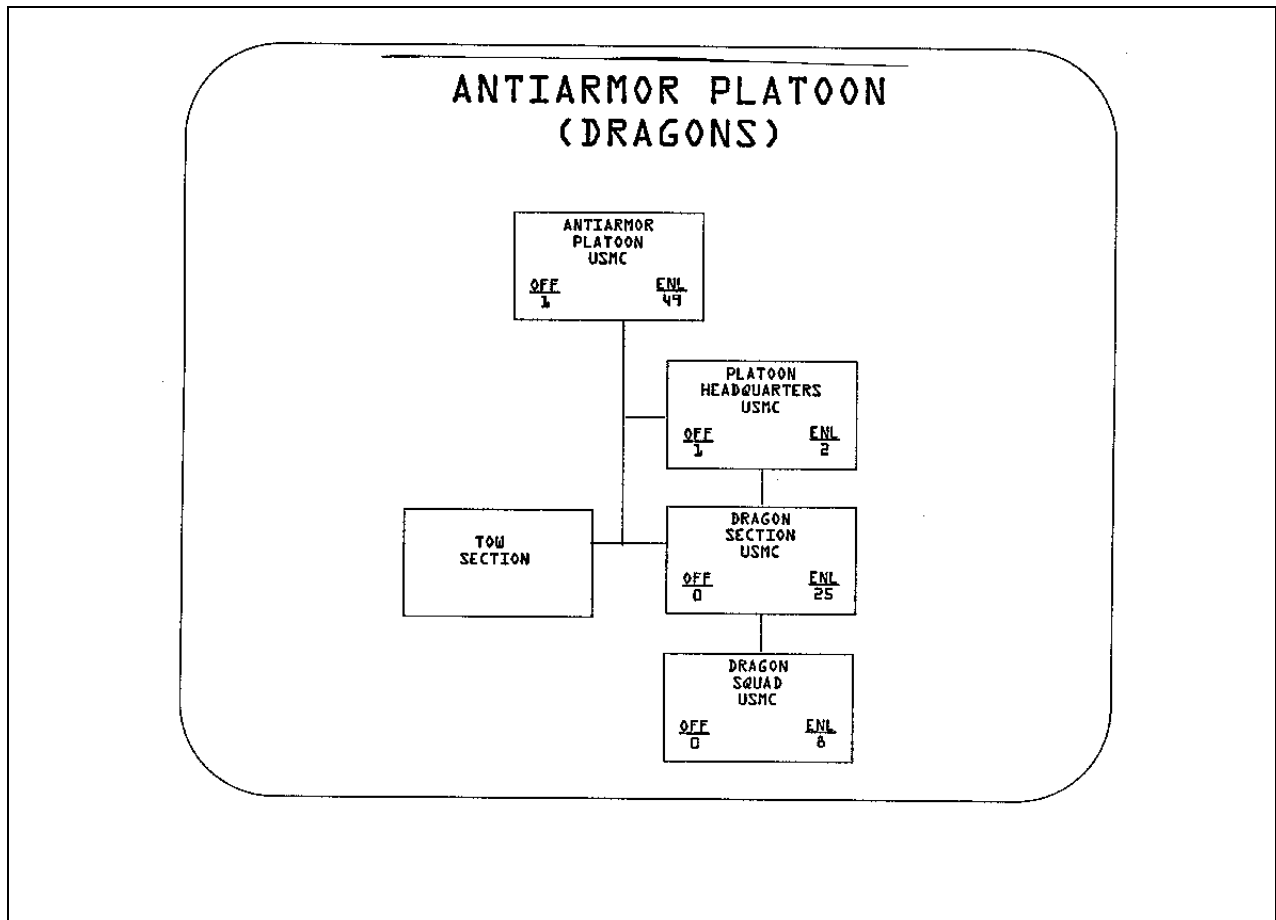 ANTIARMOR PLATOON
(DRAGONS)
ANTIARMOR
PLATOON
USMC
OFF ENL
1 49
PLATOON
HEADQUARTERS
USMC
OFF ENL
1 2
TOW
SECTION
DRAGON
SECTION
USMC
OFF ENL
0 25
DRAGON
SQUAD
USMC
OFF ENL
0 8